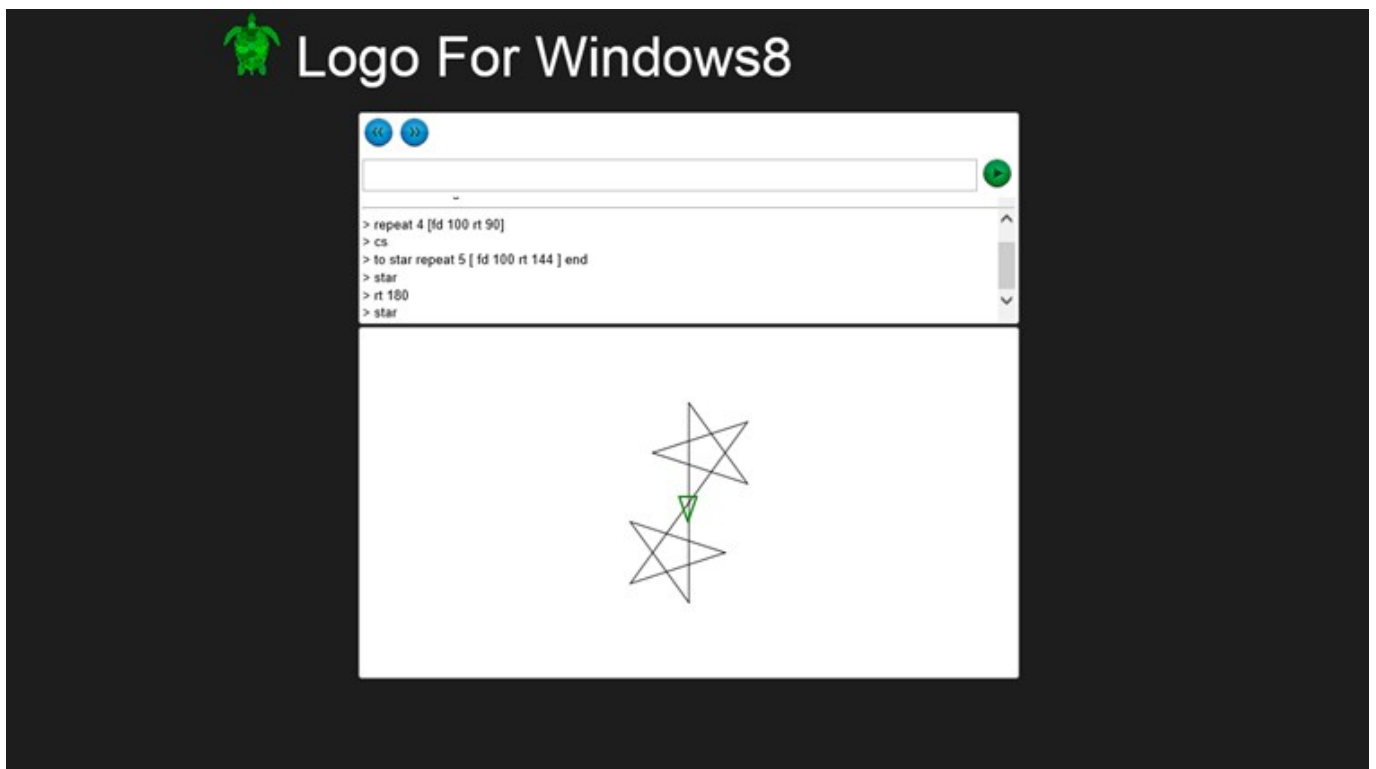 Logo For Windows8
> repeat 4 [fd 100 rt 90]
> cs
> to star repeat 5 [ fd 100 rt 144 ] end
> star
> rt 180
> star